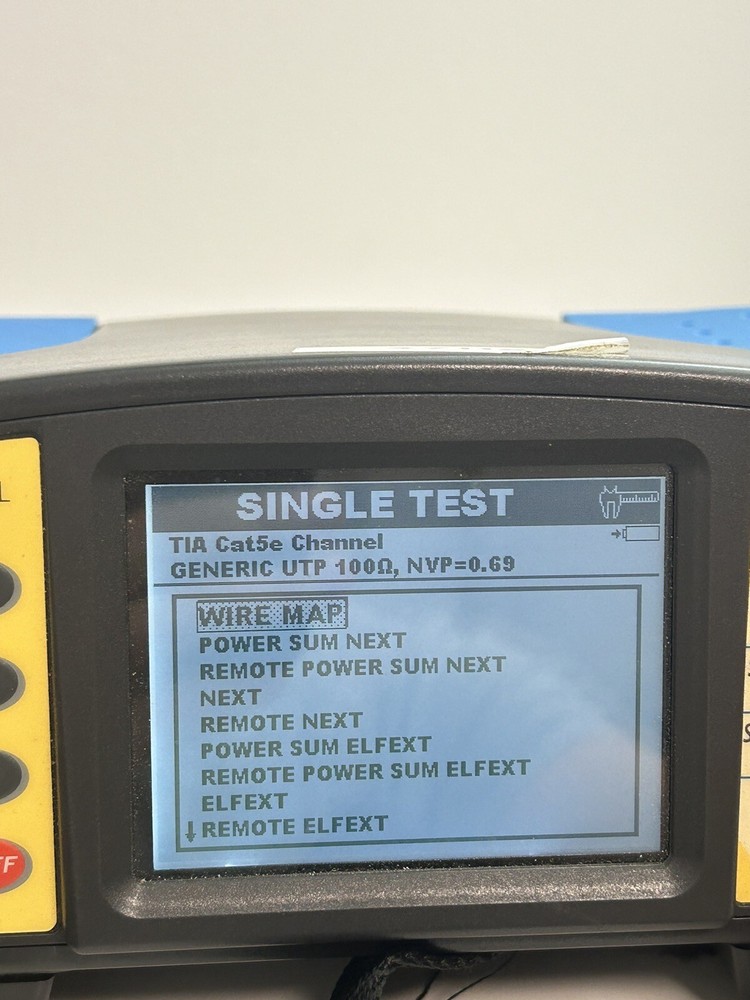 SINGLE TEST
TIA Cat5e Channel
GENERIC UTP 100Ω, NVP=0.69
WIRE MAP
POWER SUM NEXT
REMOTE POWER SUM NEXT
NEXT
REMOTE NEXT
POWER SUM ELFEXT
REMOTE POWER SUM ELFEXT
ELFEXT
↓REMOTE ELFEXT